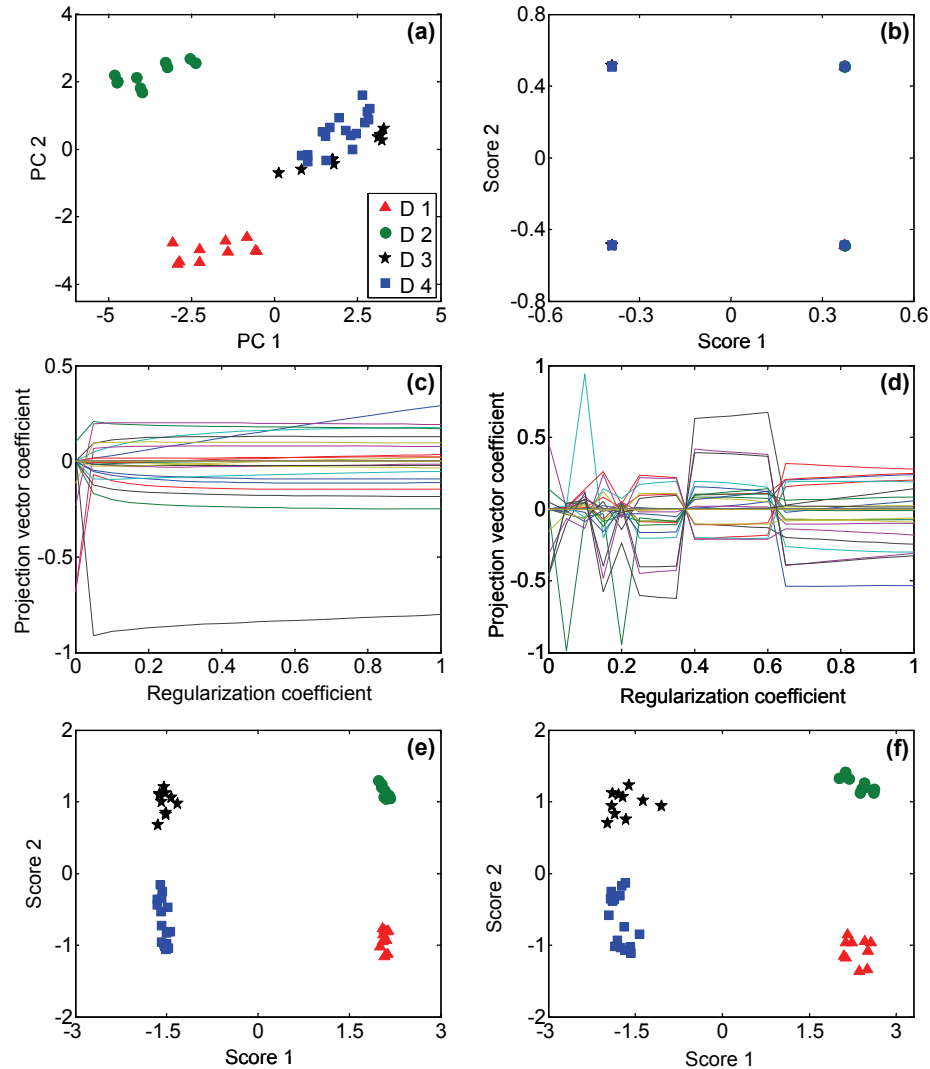 (a)
4
2
0
-2
-4
PC 2
-5
-2.5
0
2.5
5
PC 1
D 1
D 2
D 3
D 4
(b)
0.8
0.4
0
-0.4
-0.8
Score 2
-0.6
-0.3
0
0.3
0.6
Score 1
(c)
0.5
0
-0.5
-1
Projection vector coefficient
0
0.2
0.4
0.6
0.8
1
Regularization coefficient
(d)
1
0.5
0
-0.5
-1
Projection vector coefficient
0
0.2
0.4
0.6
0.8
1
Regularization coefficient
(e)
2
1
0
-1
-2
Score 2
-3
-1.5
0
1.5
3
Score 1
(f)
2
1
0
-1
-2
Score 2
-3
-1.5
0
1.5
3
Score 1